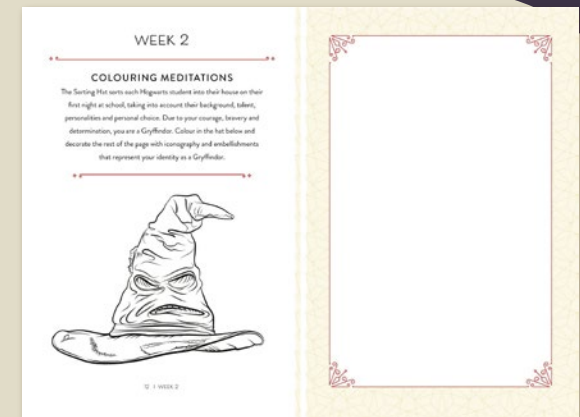 WEEK 2
COLOURING MEDITATIONS
The Sorting Hat sorts each Hogwarts student into their house on their
first night at school, taking into account their background, talent,
personalities and personal choice. Due to your courage, bravery and
determination, you are a Gryffindor. Colour in the hat below and
decorate the rest of the page with iconography and embellishments
that represent your identity as a Gryffindor.
12 | WEEK 2